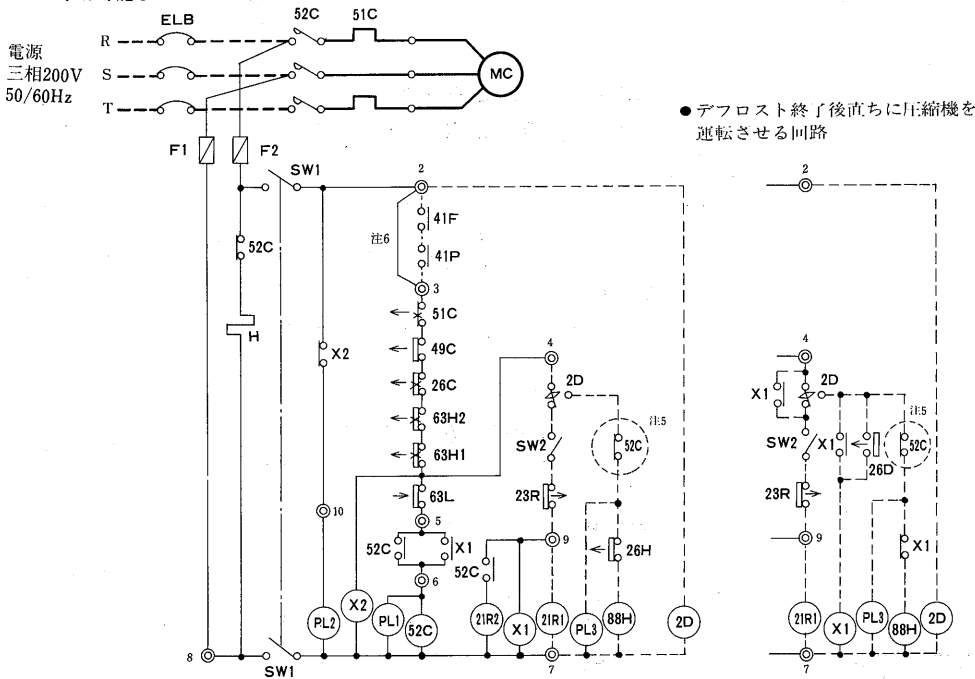 ELB
52C
51C
R
電源
三相200V
50/60Hz
S
T
MC
●デフロスト終了後直ちに圧縮機を
運転させる回路
F1
F2
SW1
2
2
41F
注6
41P
52C
3
51C
H
X2
49C
4
4
26C
2D
X1
2D
63H2
注5
注5
SW2
52C
SW2
X1
52C
63H1
26D
63L
23R
23R
10
5
52C
X1
9
26H
9
X1
52C
6
PL2
X2
PL1
52C
21R2
X1
21R1
PL3
88H
2D
21R1
X1
PL3
88H
2D
8
SW1
7
7